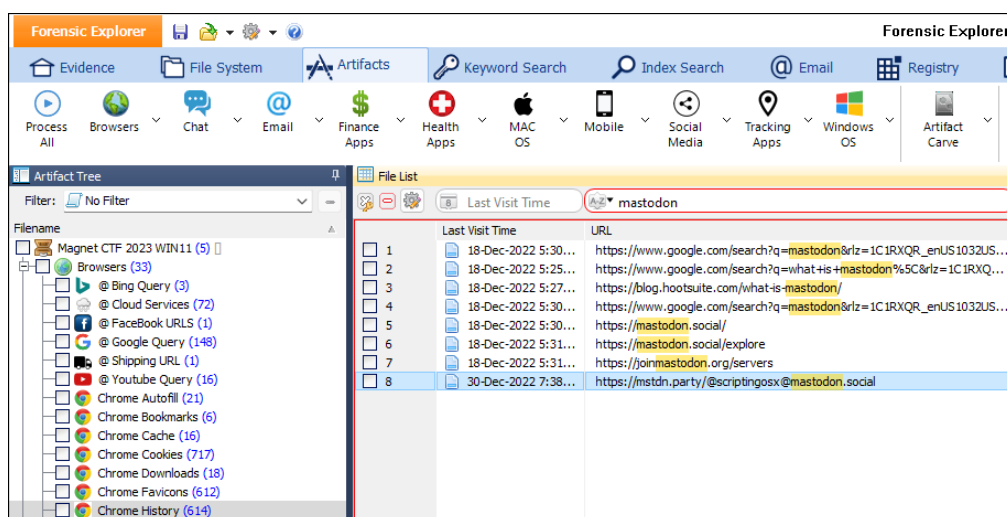 Forensic Explorer
Forensic Explorer
Evidence File System Artifacts Keyword Search Index Search Email Registry
Process All Browsers Chat Email Finance Apps Health Apps MAC OS Mobile Social Media Tracking Apps Windows OS Artifact Carve
Artifact Tree
Filter: No Filter
Filename
Magnet CTF 2023 WIN11 (5)
Browsers (33)
@ Bing Query (3)
@ Cloud Services (72)
@ FaceBook URLS (1)
@ Google Query (148)
@ Shipping URL (1)
@ Youtube Query (16)
Chrome Autofill (21)
Chrome Bookmarks (6)
Chrome Cache (16)
Chrome Cookies (717)
Chrome Downloads (18)
Chrome Favicons (612)
Chrome History (614)
File List
8 Last Visit Time A-Z mastodon
Last Visit Time URL
1 18-Dec-2022 5:30... https://www.google.com/search?q=mastodon&rlz=1C1RXQR_enUS1032US...
2 18-Dec-2022 5:25... https://www.google.com/search?q=what+is+mastodon%5C&rlz=1C1RXQ...
3 18-Dec-2022 5:27... https://blog.hootsuite.com/what-is-mastodon/
4 18-Dec-2022 5:30... https://www.google.com/search?q=mastodon&rlz=1C1RXQR_enUS1032US...
5 18-Dec-2022 5:30... https://mastodon.social/
6 18-Dec-2022 5:31... https://mastodon.social/explore
7 18-Dec-2022 5:31... https://joinmastodon.org/servers
8 30-Dec-2022 7:38... https://mstdn.party/@scriptingosx@mastodon.social